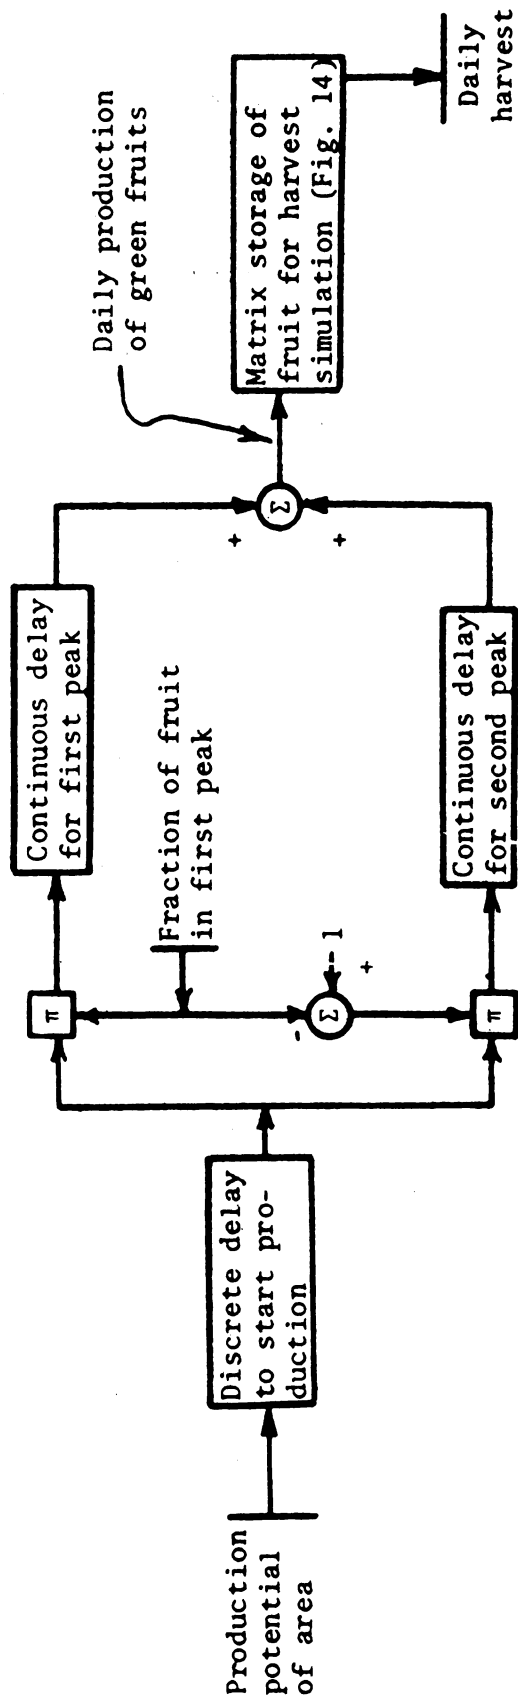 Production
potential
of area
Discrete delay
to start pro-
duction
π
π
Fraction of fruit
in first peak
-
Σ
1
+
Continuous delay
for first peak
Continuous delay
for second peak
+
+
Σ
Daily production
of green fruits
Matrix storage of
fruit for harvest
simulation (Fig. 14)
Daily
harvest